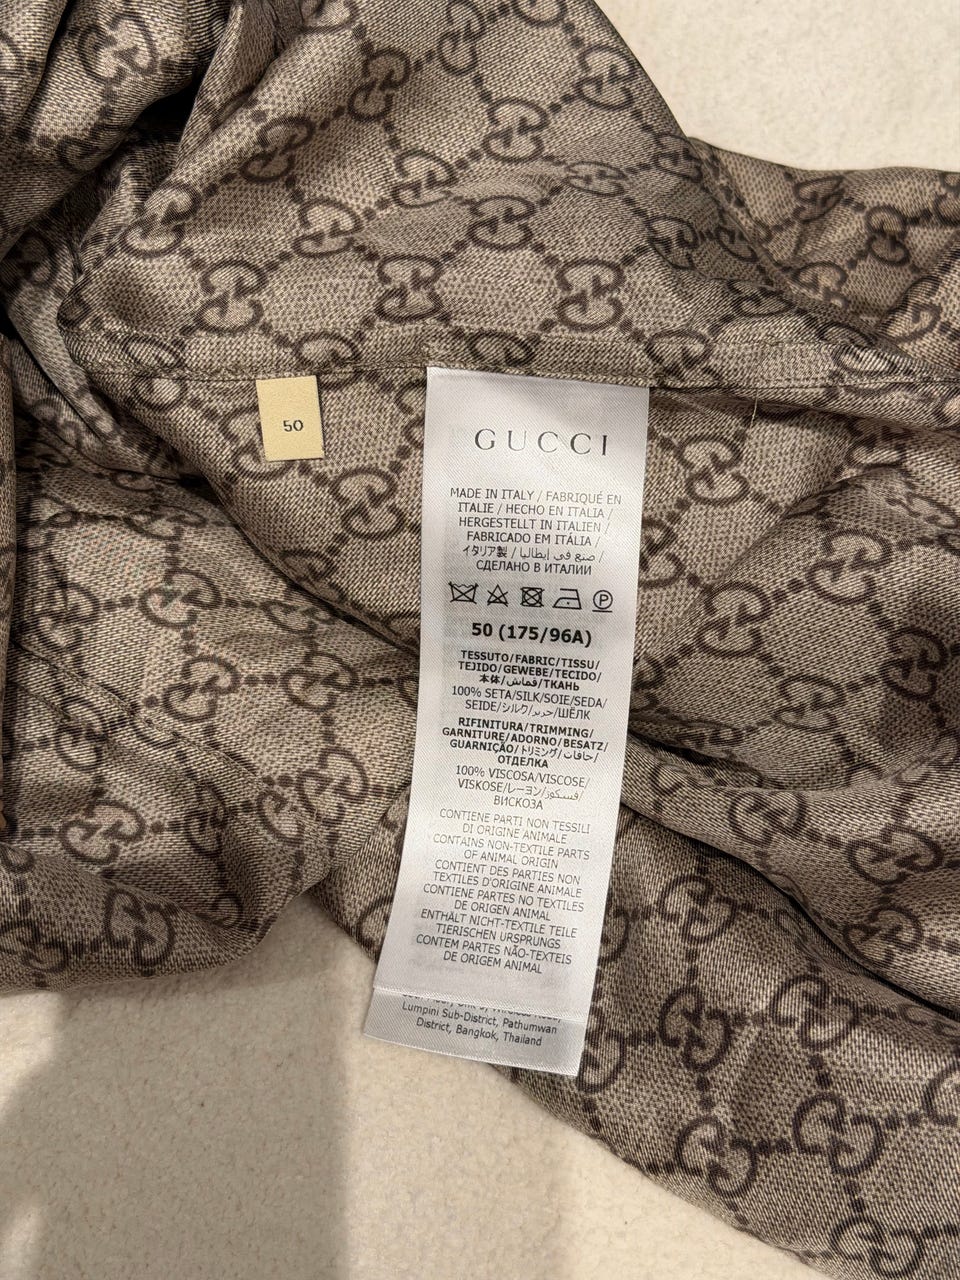 50
GUCCI
MADE IN ITALY / FABRIQUÉ EN
ITALIE / HECHO EN ITALIA /
HERGESTELLT IN ITALIEN /
FABRICADO EM ITÁLIA /
イタリア製 / صنع في إيطاليا /
СДЕЛАНО В ИТАЛИИ
P
50 (175/96A)
TESSUTO/FABRIC/TISSU/
TEJIDO/GEWEBE/TECIDO/
本体/قماش/ТКАНЬ
100% SETA/SILK/SOIE/SEDA/
SEIDE/シルク/حرير/ШЁЛК
RIFINITURA/TRIMMING/
GARNITURE/ADORNO/BESATZ/
GUARNIÇÃO/トリミング/حافات/
ОТДЕЛКА
100% VISCOSA/VISCOSE/
VISKOSE/レーヨン/فسكوز/
ВИСКОЗА
CONTIENE PARTI NON TESSILI
DI ORIGINE ANIMALE
CONTAINS NON-TEXTILE PARTS
OF ANIMAL ORIGIN
CONTIENT DES PARTIES NON
TEXTILES D'ORIGINE ANIMALE
CONTIENE PARTES NO TEXTILES
DE ORIGEN ANIMAL
ENTHÄLT NICHT-TEXTILE TEILE
TIERISCHEN URSPRUNGS
CONTEM PARTES NÃO-TEXTEIS
DE ORIGEM ANIMAL
Lumpini Sub-District, Pathumwan
District, Bangkok, Thailand